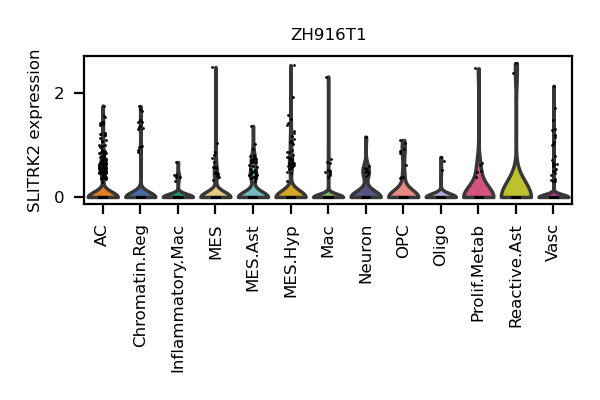 ZH916T1
SLITRK2 expression
2
0
AC
Chromatin.Reg
Inflammatory.Mac
MES
MES.Ast
MES.Hyp
Mac
Neuron
OPC
Oligo
Prolif.Metab
Reactive.Ast
Vasc